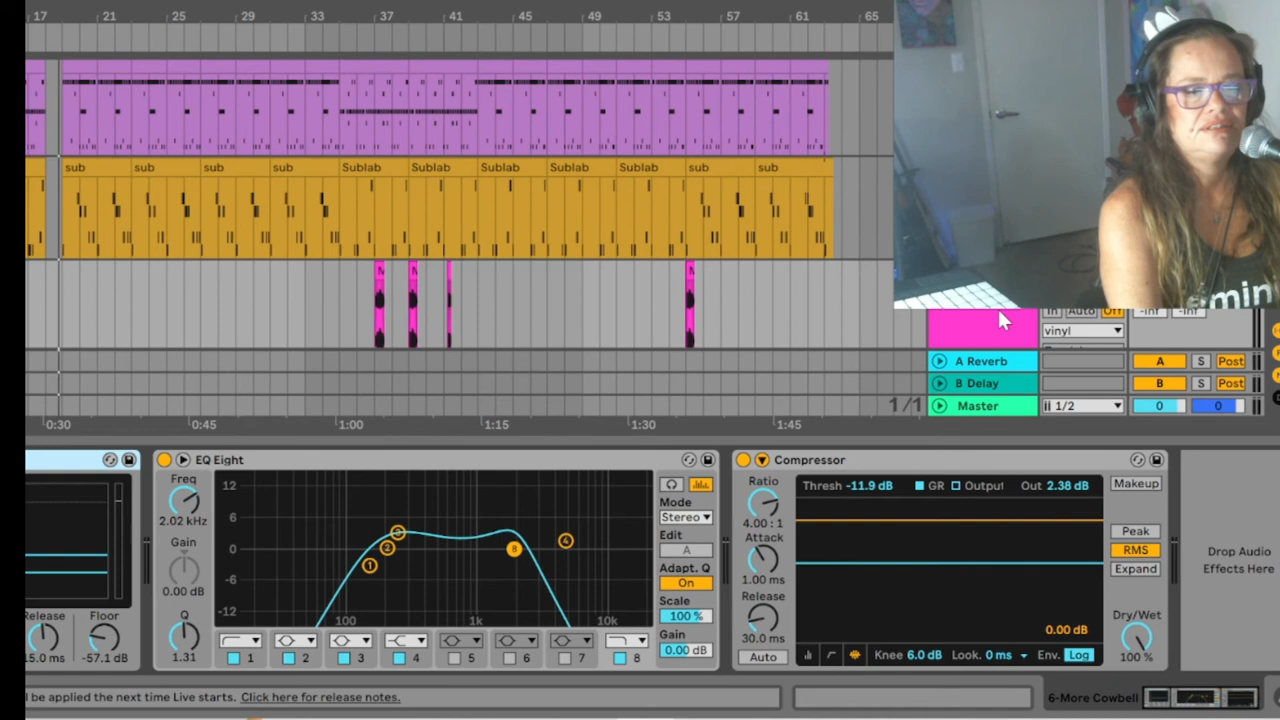 17 21 25 29 33 37 41 45 49 53 57 61 65
sub sub sub sub Sublab Sublab Sublab Sublab Sublab sub sub
min
In Auto Off -inf -inf
vinyl
A Reverb A S Post
B Delay B S Post
1/1 Master 1/2 0 0
0:30 0:45 1:00 1:15 1:30 1:45
EQ Eight
Compressor
Freq
2.02 kHz
Gain
0.00 dB
Q
1.31
12
6
0
-6
-12
100 1k 10k
1 2 3 8 4
1 2 3 4 5 6 7 8
Mode
Stereo
Edit
A
Adapt. Q
On
Scale
100 %
Gain
0.00 dB
Release Floor
-57.1 dB
Ratio
4.00 : 1
Attack
1.00 ms
Release
30.0 ms
Auto
Thresh -11.9 dB GR Output Out 2.38 dB
0.00 dB
Knee 6.0 dB Look. 0 ms Env. Log
Makeup
Peak
RMS
Expand
Dry/Wet
100 %
Drop Audio
Effects Here
be applied the next time Live starts. Click here for release notes.
6-More Cowbell